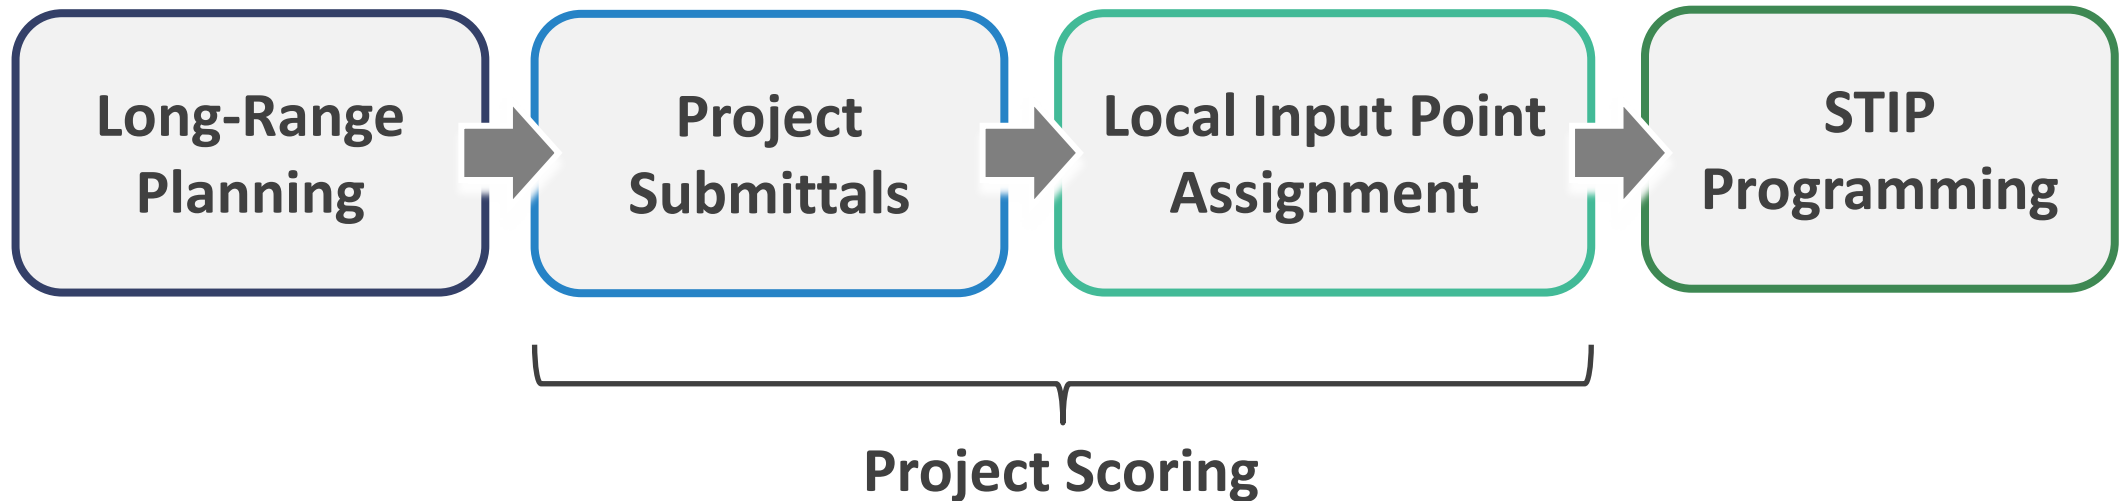 Long-Range
Planning
Project
Submittals
Local Input Point
Assignment
STIP
Programming
Project Scoring